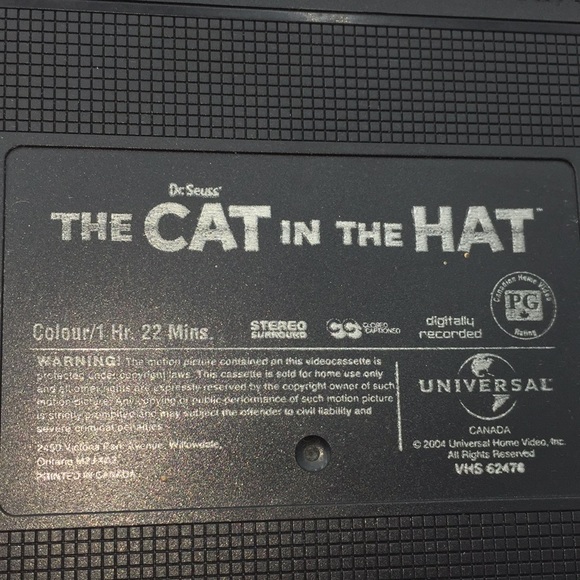 Dr. Seuss'
THE CAT IN THE HAT™
Canadian Home Video
PG
Rating
Colour/1 Hr. 22 Mins.
STEREO
SURROUND
CC CLOSED
CAPTIONED
digitally
recorded
WARNING: The motion picture contained on this videocassette is
protected under copyright laws. This cassette is sold for home use only
and all other rights are expressly reserved by the copyright owner of such
motion picture. Any copying or public performance of such motion picture
is strictly prohibited and may subject the offender to civil liability and
severe criminal penalties.
2450 Victoria Park Avenue, Willowdale,
Ontario
PRINTED IN CANADA
UNIVERSAL
CANADA
© 2004 Universal Home Video, Inc.
All Rights Reserved
VHS 62476